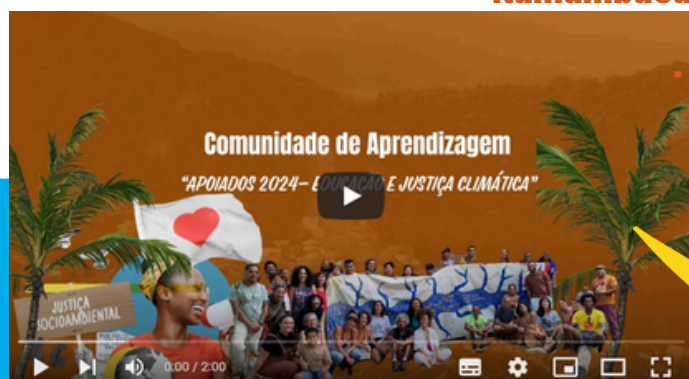 Comunidade de Aprendizagem
"APOIADOS 2024– EDUCAÇÃO E JUSTIÇA CLIMÁTICA"
JUSTIÇA
SOCIOAMBIENTAL
0:00 / 2:00